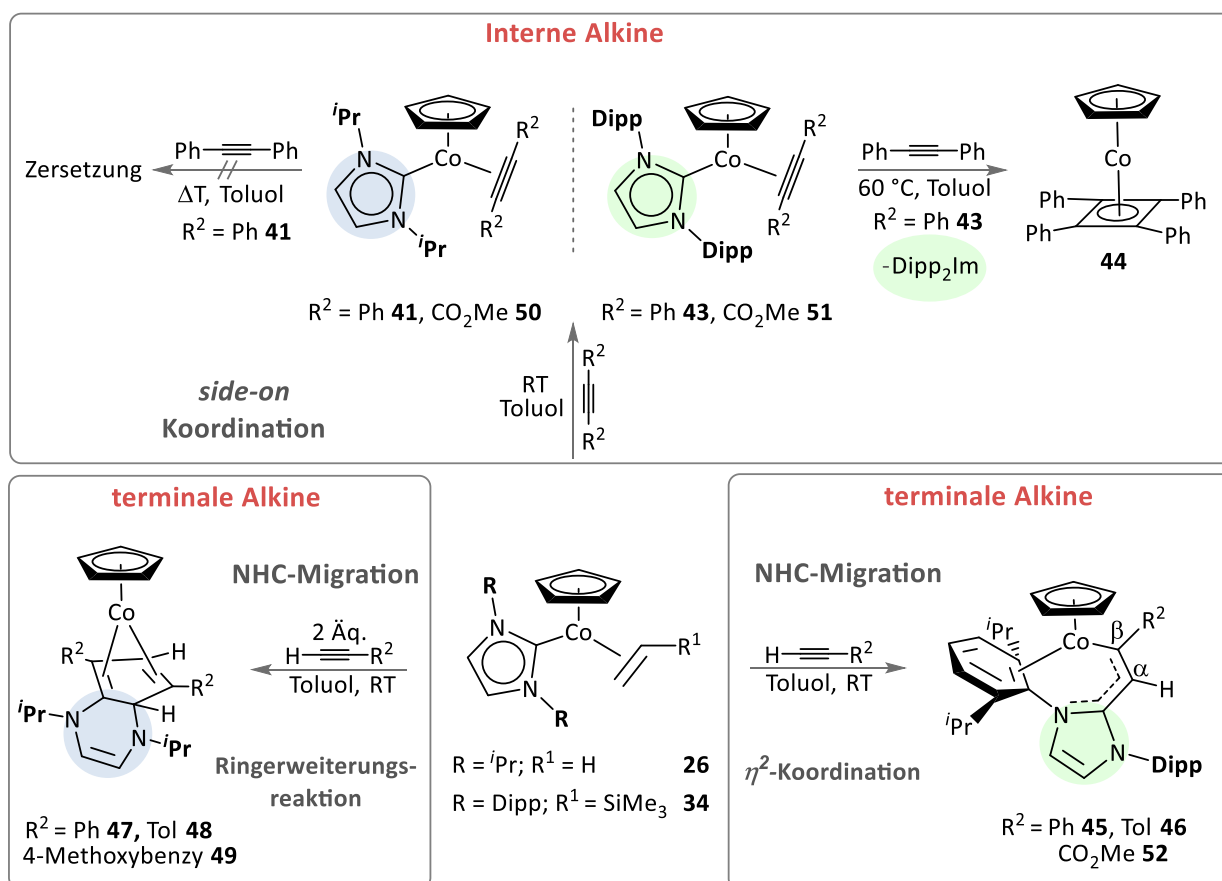 Interne Alkine
Zersetzung
Ph Ph
ΔT, Toluol
R² = Ph 41
ⁱPr
N
N
ⁱPr
Co
R²
R²
R² = Ph 41, CO₂Me 50
Dipp
N
N
Dipp
Co
R²
R²
R² = Ph 43, CO₂Me 51
Ph Ph
60 °C, Toluol
R² = Ph 43
-Dipp₂Im
Co
Ph Ph
Ph Ph
44
side-on
Koordination
RT
Toluol
R²
R²
terminale Alkine
Co
R² H
R²
H
ⁱPr N
N ⁱPr
NHC-Migration
2 Äq.
H R²
Toluol, RT
Ringerweiterungs-
reaktion
R² = Ph 47, Tol 48
4-Methoxybenzy 49
R
N
N
R
Co
R¹
R = ⁱPr; R¹ = H 26
R = Dipp; R¹ = SiMe₃ 34
terminale Alkine
NHC-Migration
H R²
Toluol, RT
η²-Koordination
ⁱPr
Co
β
R²
α
H
ⁱPr
N
N
Dipp
R² = Ph 45, Tol 46
CO₂Me 52